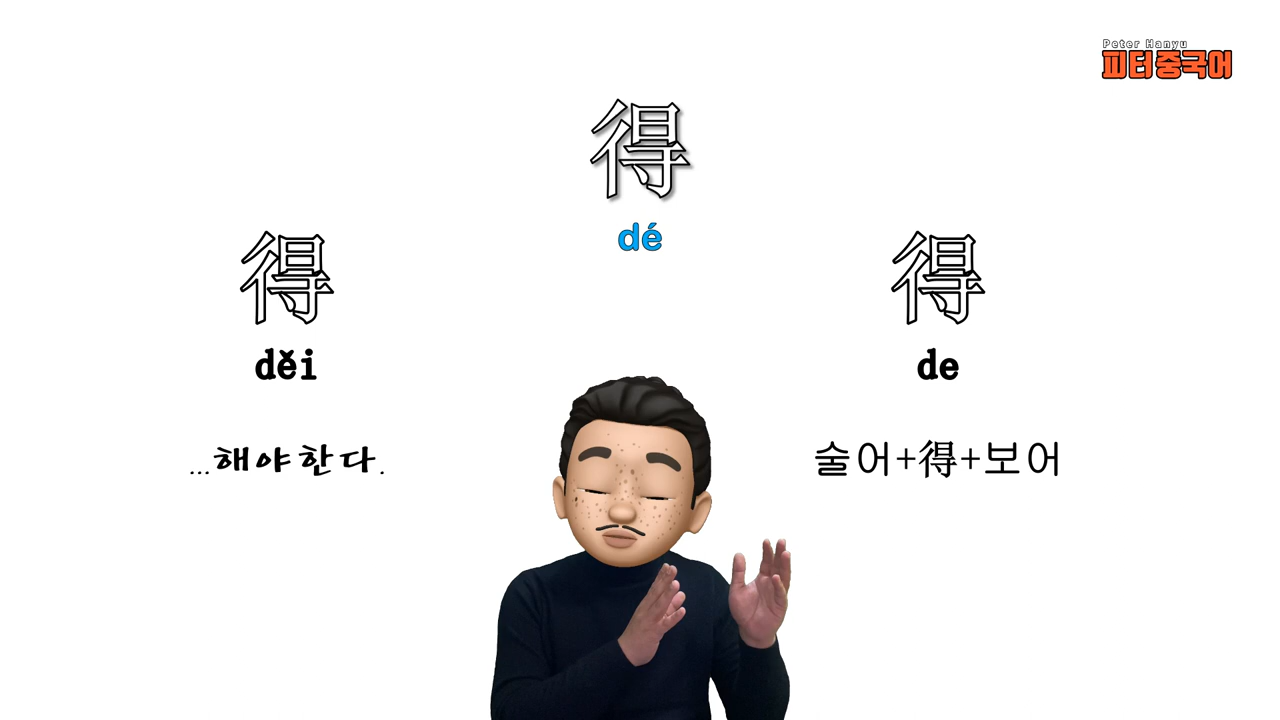 Peter Hanyu
피터중국어
得
dé
得
děi
...해야한다.
得
de
술어+得+보어